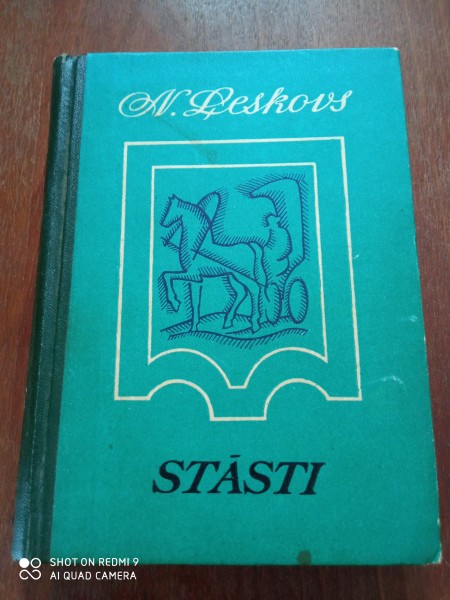 N. Ļeskovs
STĀSTI
SHOT ON REDMI 9
AI QUAD CAMERA